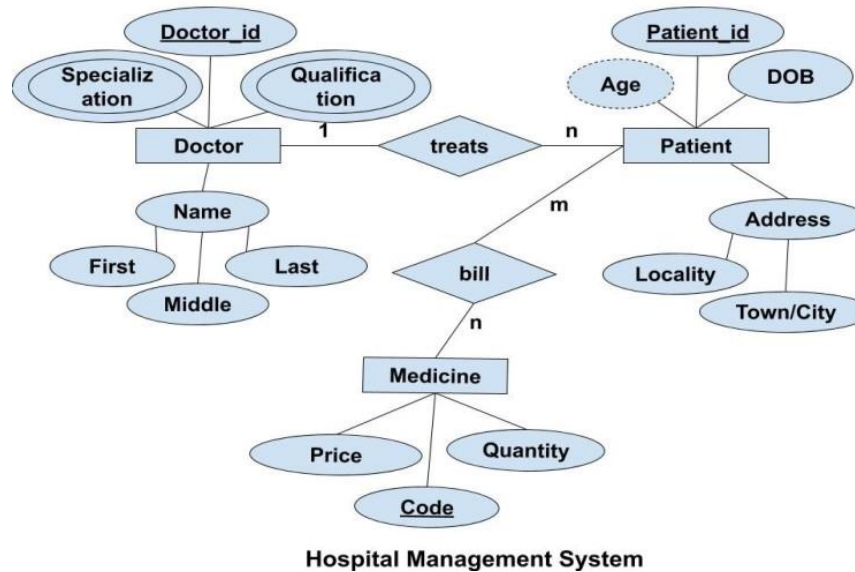 Doctor_id
Patient_id
Specializ
ation
Qualifica
tion
Age
DOB
1
n
Doctor
treats
Patient
m
Name
Address
First
Last
bill
Locality
Middle
Town/City
n
Medicine
Price
Quantity
Code
Hospital Management System